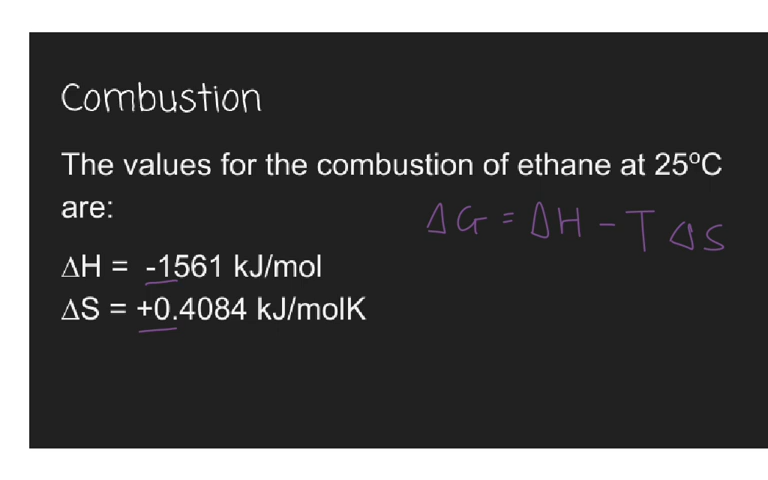 Combustion
The values for the combustion of ethane at 25ºC
are:
ΔG = ΔH - TΔS
ΔH = -1561 kJ/mol
ΔS = +0.4084 kJ/molK